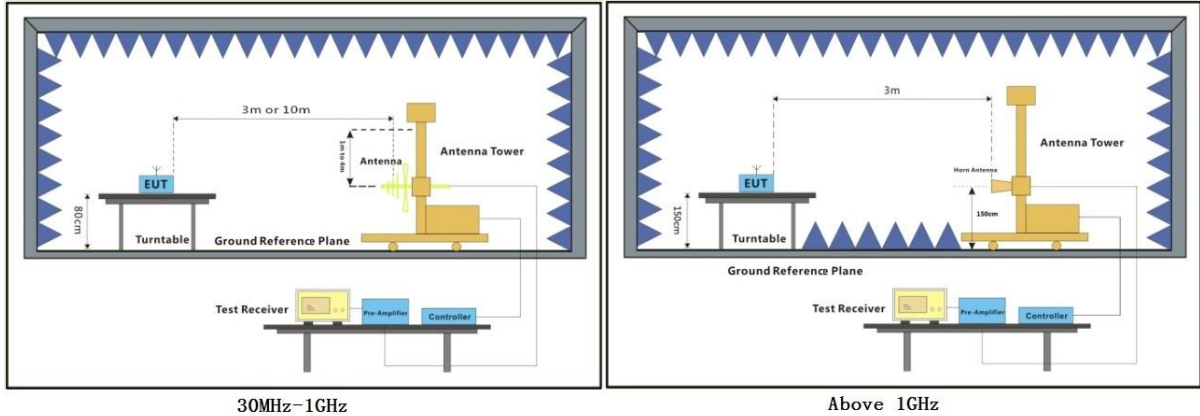 3m or 10m
1m to 4m
Antenna
Antenna Tower
EUT
80cm
Turntable
Ground Reference Plane
Test Receiver
Pre-Amplifier
Controller
30MHz-1GHz
3m
Antenna Tower
Horn Antenna
EUT
150cm
150cm
Turntable
Ground Reference Plane
Test Receiver
Pre-Amplifier
Controller
Above 1GHz